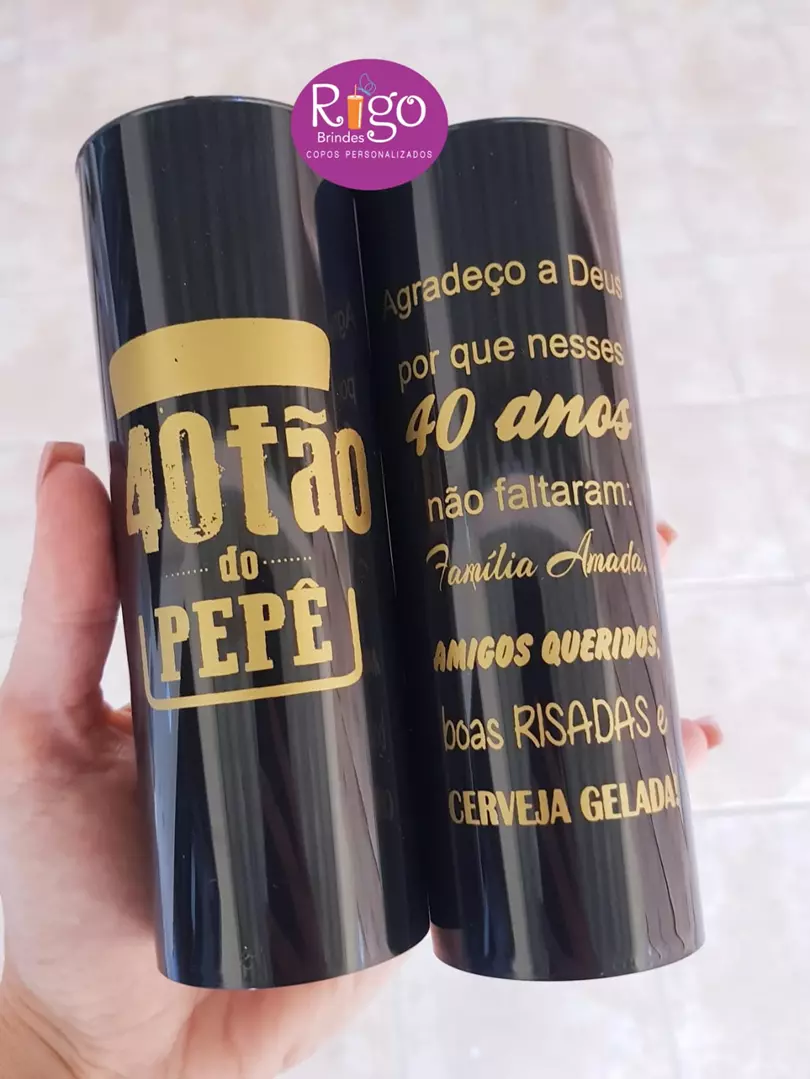 Rigo
Brindes
COPOS PERSONALIZADOS
40tão
do
PEPÊ
Agradeço a Deus
por que nesses
40 anos
não faltaram:
Família Amada,
AMIGOS QUERIDOS,
boas RISADAS e
CERVEJA GELADA!